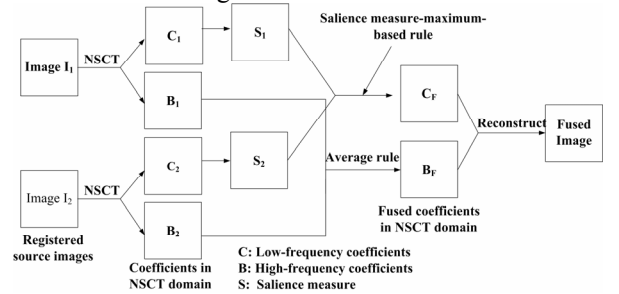 Salience measure-maximum-
based rule
Image I₁
NSCT
C₁
S₁
B₁
C_F
Reconstruct
Fused
Image
Image I₂
NSCT
C₂
S₂
Average rule
B_F
B₂
Fused coefficients
in NSCT domain
Registered
source images
Coefficients in
NSCT domain
C: Low-frequency coefficients
B: High-frequency coefficients
S: Salience measure